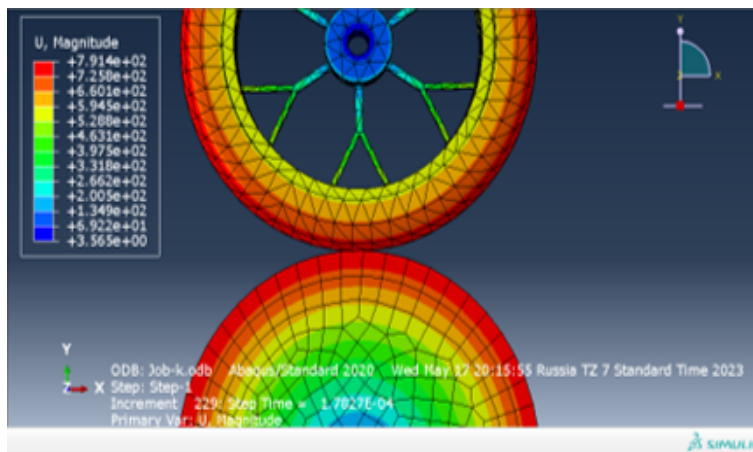 U, Magnitude
+7.914e+02
+7.258e+02
+6.601e+02
+5.945e+02
+5.288e+02
+4.631e+02
+3.975e+02
+3.318e+02
+2.662e+02
+2.005e+02
+1.349e+02
+6.922e+01
+3.565e+00
Y
Z X
Y
Z X
ODB: Job-k.odb Abaqus/Standard 2020 Wed May 17 20:15:55 Russia TZ 7 Standard Time 2023
Step: Step-1
Increment 229: Step Time = 1.7827E-04
Primary Var: U, Magnitude
SIMULI